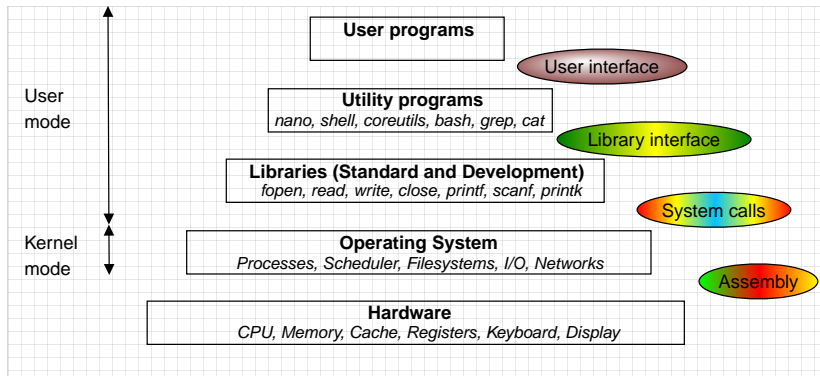 User programs
User interface
User
mode
Utility programs
nano, shell, coreutils, bash, grep, cat
Library interface
Libraries (Standard and Development)
fopen, read, write, close, printf, scanf, printk
System calls
Kernel
mode
Operating System
Processes, Scheduler, Filesystems, I/O, Networks
Assembly
Hardware
CPU, Memory, Cache, Registers, Keyboard, Display